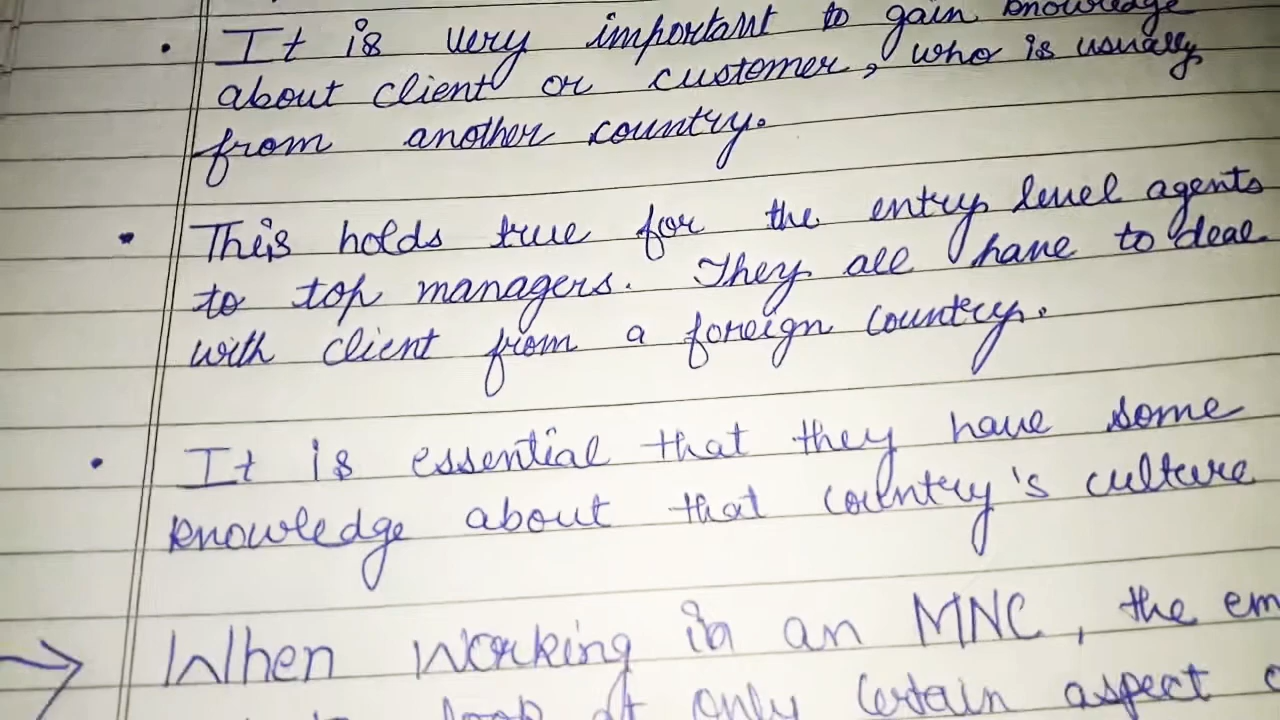 • It is very important to gain knowledge
about client or customer, who is usually
from another country.
• This holds true for the entry level agents
to top managers. They all have to deal
with client from a foreign country.
• It is essential that they have some
knowledge about that country's culture
→ When working in an MNC, the em
look at only certain aspect